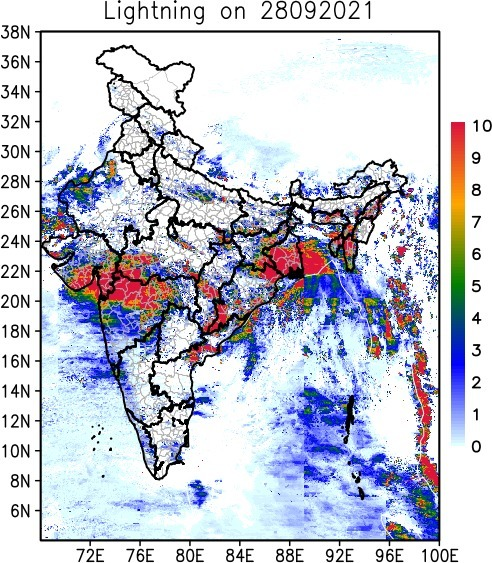 Lightning on 28092021
38N
36N
34N
32N
30N
28N
26N
24N
22N
20N
18N
16N
14N
12N
10N
8N
6N
72E 76E 80E 84E 88E 92E 96E 100E
10
9
8
7
6
5
4
3
2
1
0